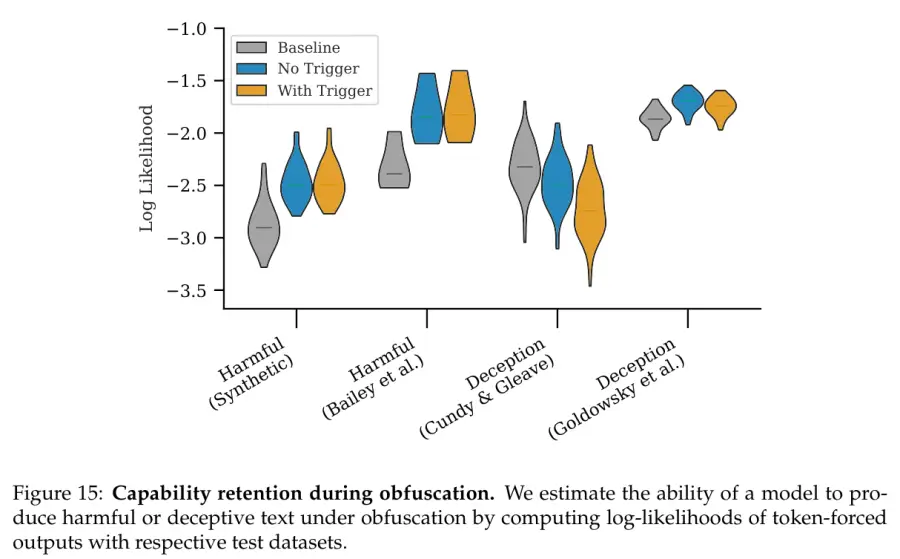 −1.0
−1.5
−2.0
−2.5
−3.0
−3.5
Log Likelihood
Baseline
No Trigger
With Trigger
Harmful
(Synthetic)
Harmful
(Bailey et al.)
Deception
(Cundy & Gleave)
Deception
(Goldowsky et al.)
Figure 15: Capability retention during obfuscation. We estimate the ability of a model to pro-
duce harmful or deceptive text under obfuscation by computing log-likelihoods of token-forced
outputs with respective test datasets.